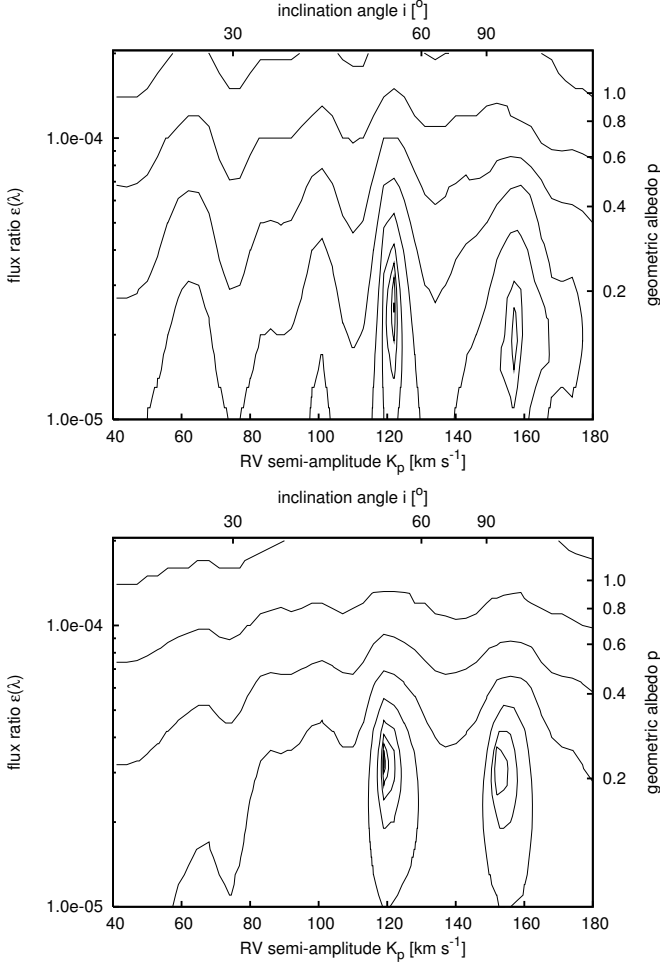 inclination angle i [o]
30 60 90
1.0e-04
1.0e-05
flux ratio ε(λ)
1.0
0.8
0.6
0.4
0.2
geometric albedo p
40 60 80 100 120 140 160 180
RV semi-amplitude Kp [km s-1]
inclination angle i [o]
30 60 90
1.0e-04
1.0e-05
flux ratio ε(λ)
1.0
0.8
0.6
0.4
0.2
geometric albedo p
40 60 80 100 120 140 160 180
RV semi-amplitude Kp [km s-1]